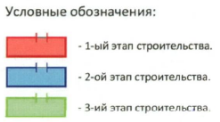 Условные обозначения:
- 1-ый этап строительства.
- 2-ой этап строительства.
- 3-ий этап строительства.